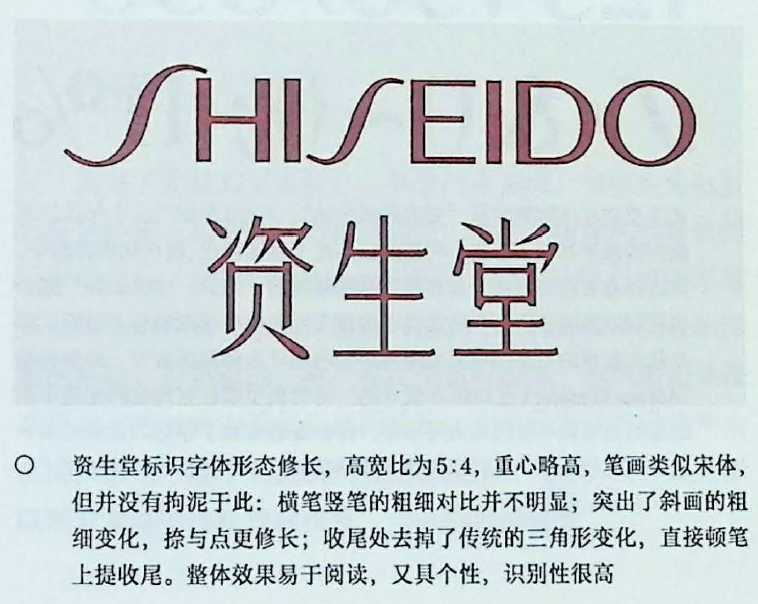 SHISEIDO
资生堂
○ 资生堂标识字体形态修长，高宽比为5:4，重心略高，笔画类似宋体，
但并没有拘泥于此：横笔竖笔的粗细对比并不明显；突出了斜画的粗
细变化，捺与点更修长；收尾处去掉了传统的三角形变化，直接顿笔
上提收尾。整体效果易于阅读，又具个性，识别性很高